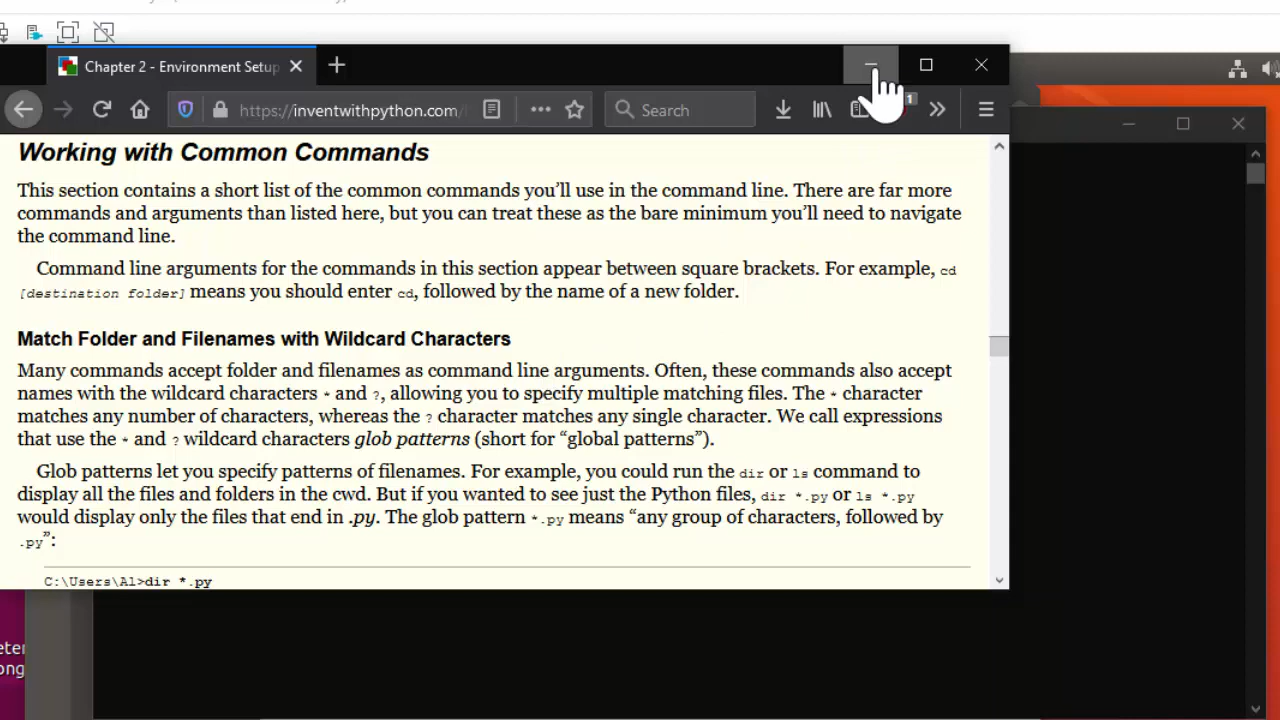 Chapter 2 - Environment Setup
https://inventwithpython.com/
Search
1
Working with Common Commands
This section contains a short list of the common commands you’ll use in the command line. There are far more
commands and arguments than listed here, but you can treat these as the bare minimum you’ll need to navigate
the command line.
Command line arguments for the commands in this section appear between square brackets. For example, cd
[destination folder] means you should enter cd, followed by the name of a new folder.
Match Folder and Filenames with Wildcard Characters
Many commands accept folder and filenames as command line arguments. Often, these commands also accept
names with the wildcard characters * and ?, allowing you to specify multiple matching files. The * character
matches any number of characters, whereas the ? character matches any single character. We call expressions
that use the * and ? wildcard characters glob patterns (short for “global patterns”).
Glob patterns let you specify patterns of filenames. For example, you could run the dir or ls command to
display all the files and folders in the cwd. But if you wanted to see just the Python files, dir *.py or ls *.py
would display only the files that end in .py. The glob pattern *.py means “any group of characters, followed by
.py”:
C:\Users\Al>dir *.py